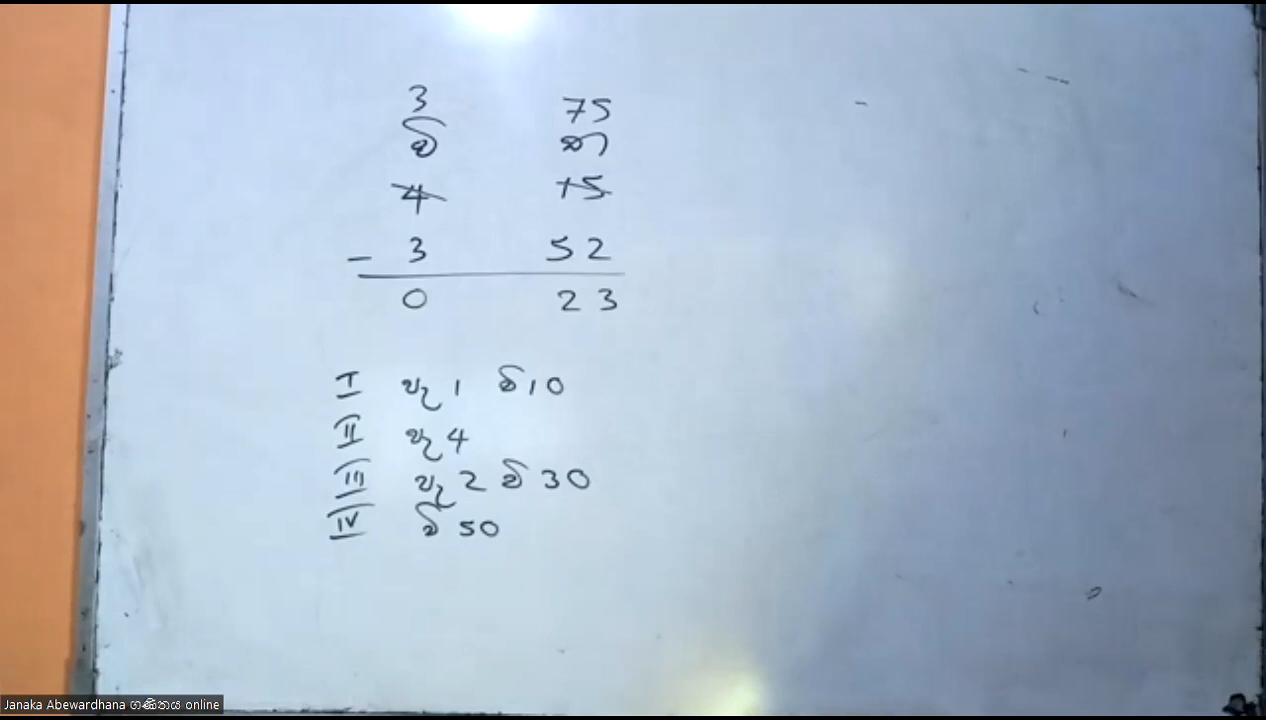 3 75
මි තා
4 15
- 3 52
0 23
I පැ 1 මි 10
II පැ 4
III පැ 2 මි 30
IV මි 50
Janaka Abewardhana ගණිතය online